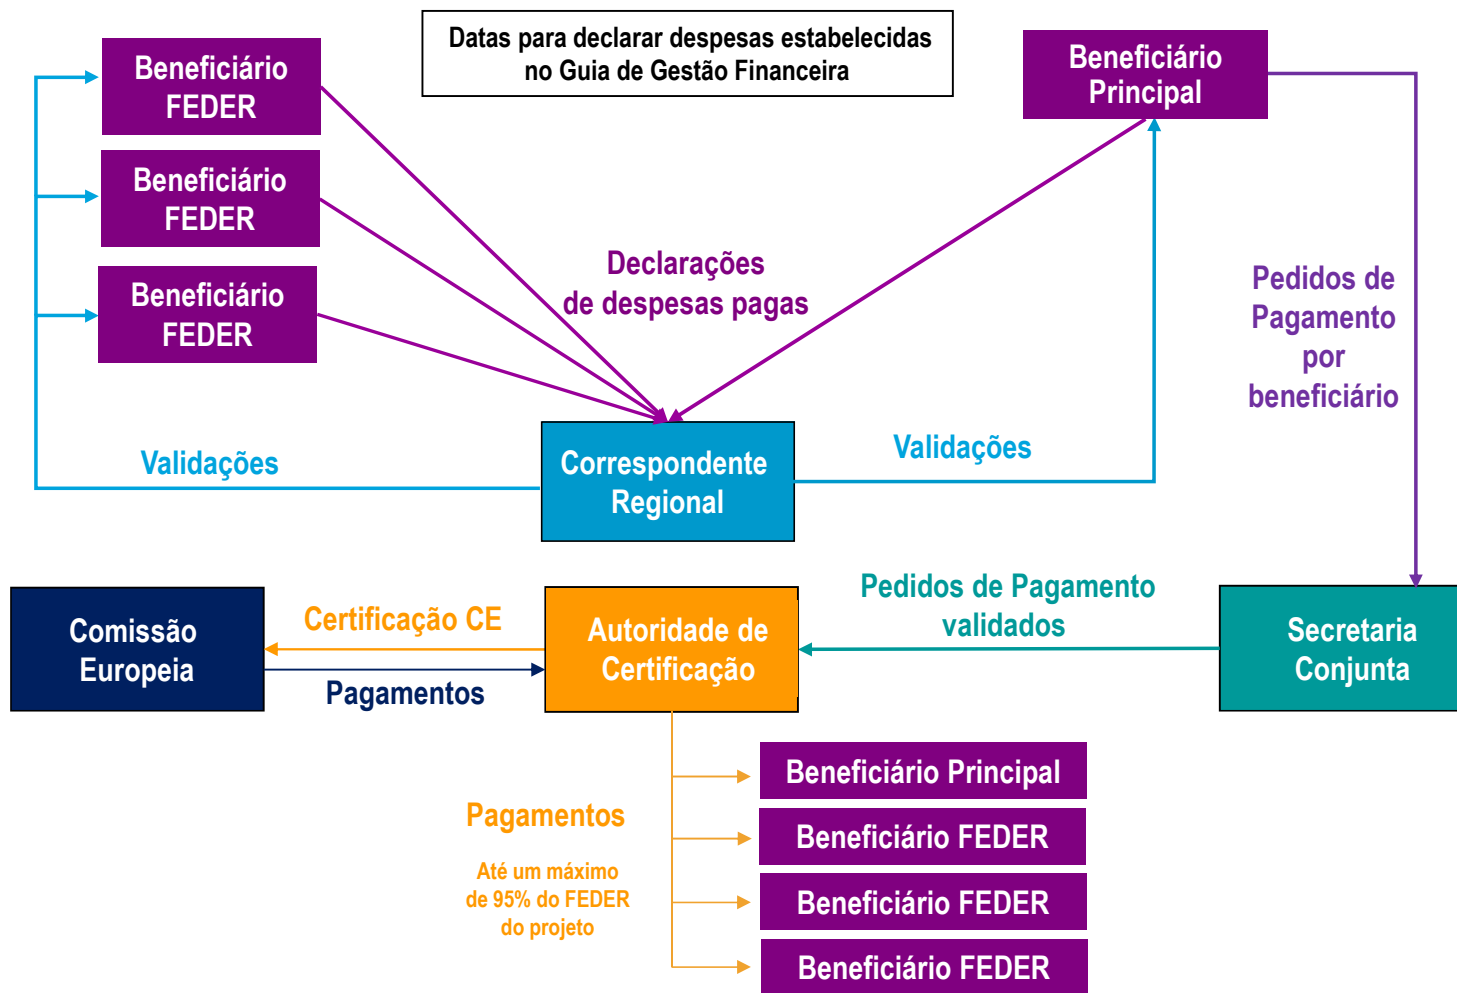 Datas para declarar despesas estabelecidas
no Guia de Gestão Financeira
Beneficiário
FEDER
Beneficiário
FEDER
Beneficiário
FEDER
Beneficiário
Principal
Declarações
de despesas pagas
Pedidos de
Pagamento
por
beneficiário
Validações
Correspondente
Regional
Validações
Comissão
Europeia
Certificação CE
Pagamentos
Autoridade de
Certificação
Pedidos de Pagamento
validados
Secretaria
Conjunta
Pagamentos
Até um máximo
de 95% do FEDER
do projeto
Beneficiário Principal
Beneficiário FEDER
Beneficiário FEDER
Beneficiário FEDER